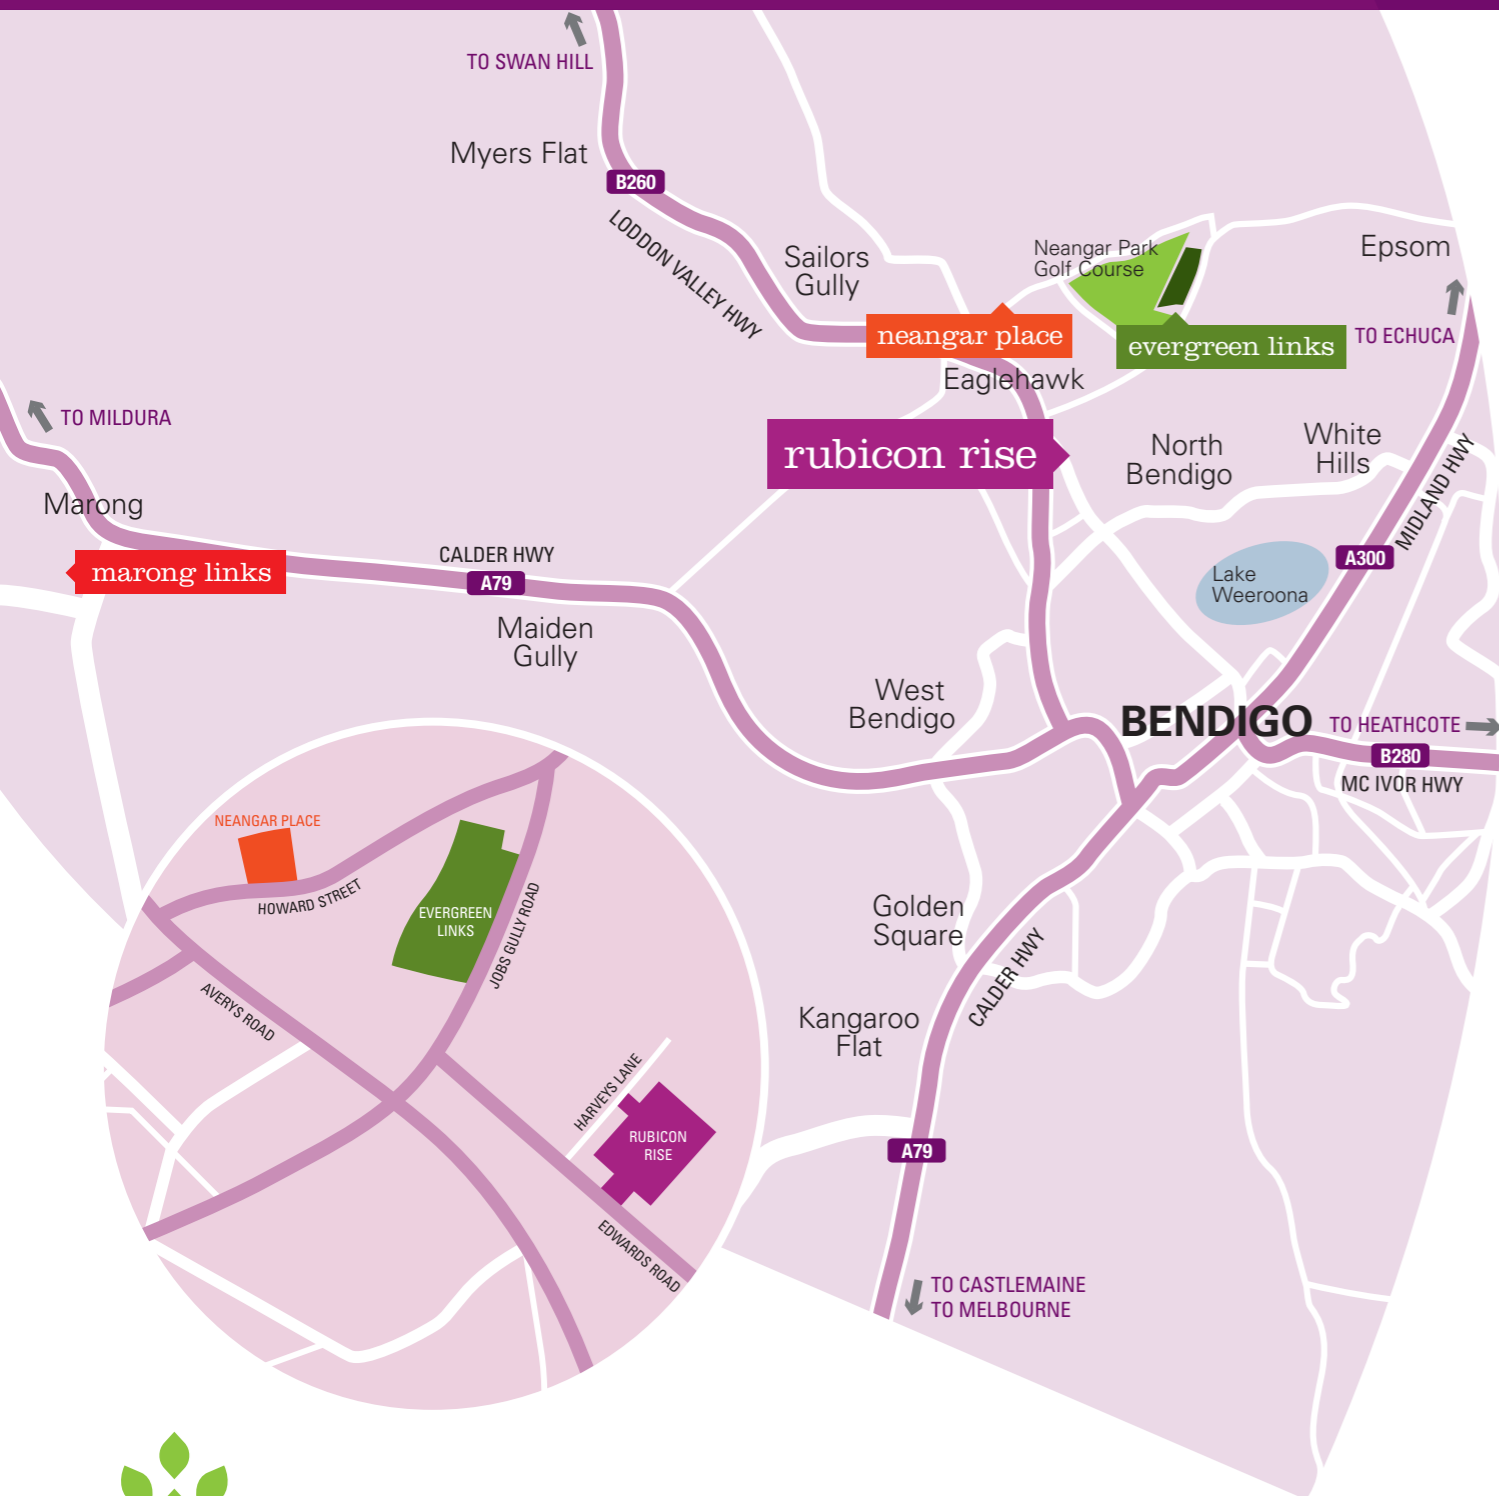 TO SWAN HILL
Myers Flat
B260
LODDON VALLEY HWY
Sailors
Gully
Neangar Park
Golf Course
Epsom
neangar place
evergreen links
TO ECHUCA
Eaglehawk
TO MILDURA
rubicon rise
North
Bendigo
White
Hills
MIDLAND HWY
Marong
marong links
CALDER HWY
A79
A300
Lake
Weeroona
Maiden
Gully
West
Bendigo
BENDIGO
TO HEATHCOTE
B280
MC IVOR HWY
NEANGAR PLACE
HOWARD STREET
EVERGREEN
LINKS
JOBS GULLY ROAD
AVERYS ROAD
HARVEYS LANE
RUBICON
RISE
EDWARDS ROAD
Golden
Square
CALDER HWY
Kangaroo
Flat
A79
TO CASTLEMAINE
TO MELBOURNE